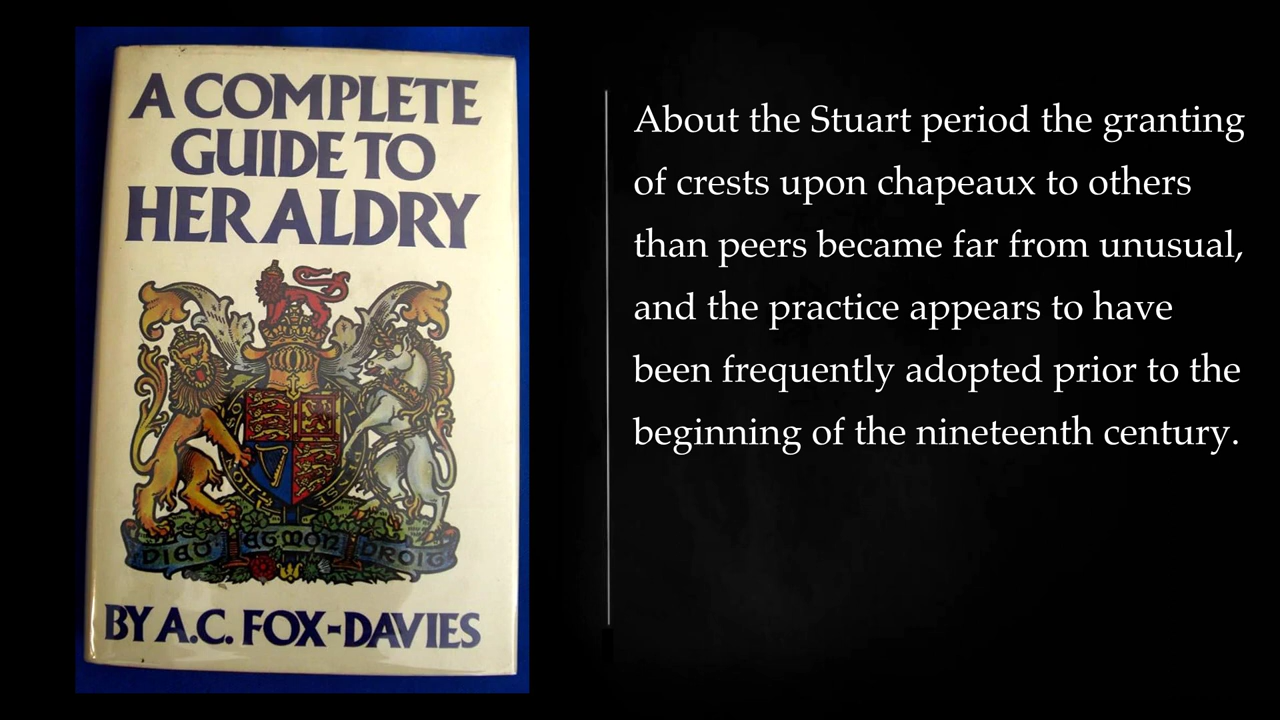 A COMPLETE
GUIDE TO
HERALDRY
DIEU ET MON DROIT
BY A.C. FOX-DAVIES
About the Stuart period the granting
of crests upon chapeaux to others
than peers became far from unusual,
and the practice appears to have
been frequently adopted prior to the
beginning of the nineteenth century.